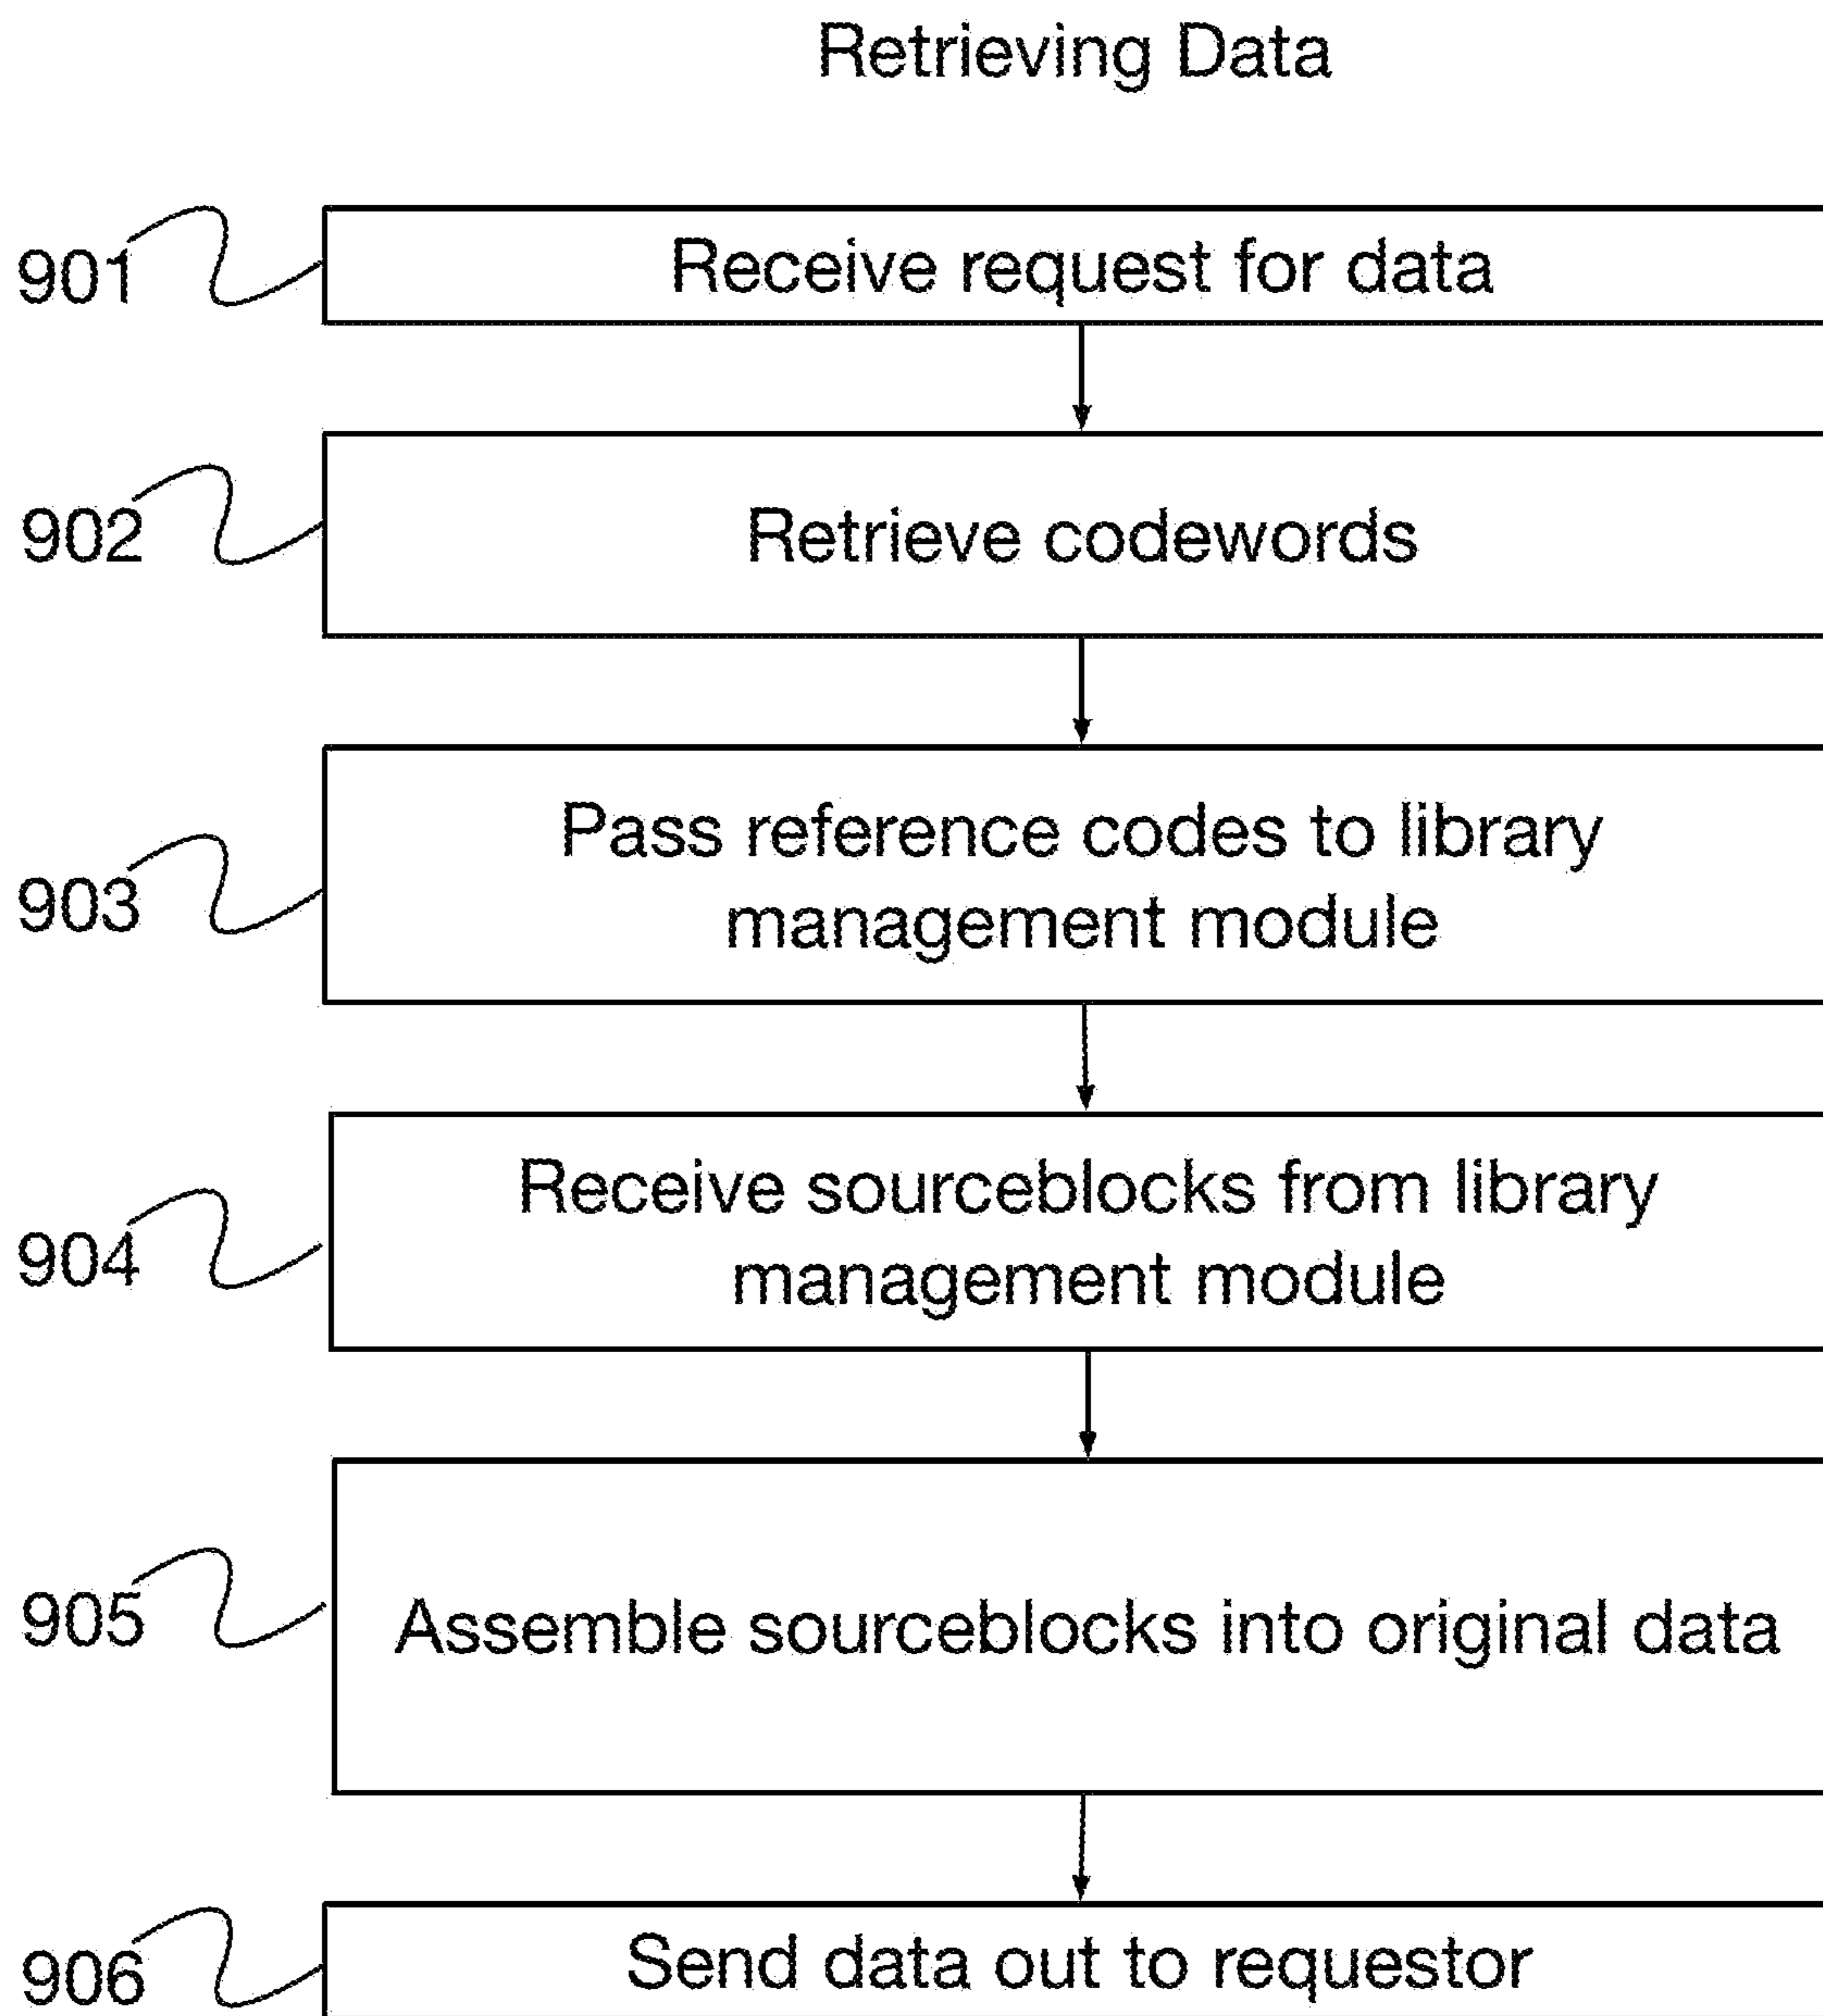 Retrieving Data
901
Receive request for data
902
Retrieve codewords
903
Pass reference codes to library
management module
904
Receive sourceblocks from library
management module
905
Assemble sourceblocks into original data
906
Send data out to requestor